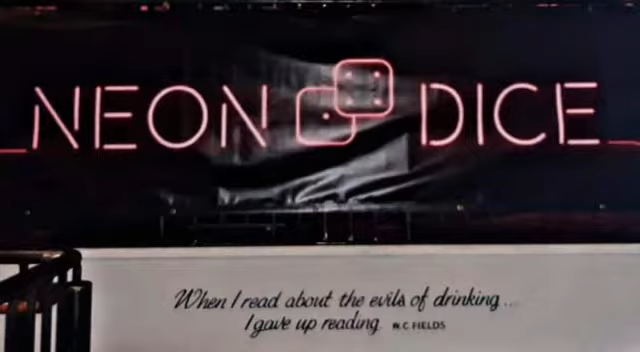 NEON DICE
When I read about the evils of drinking...
I gave up reading. W.C FIELDS